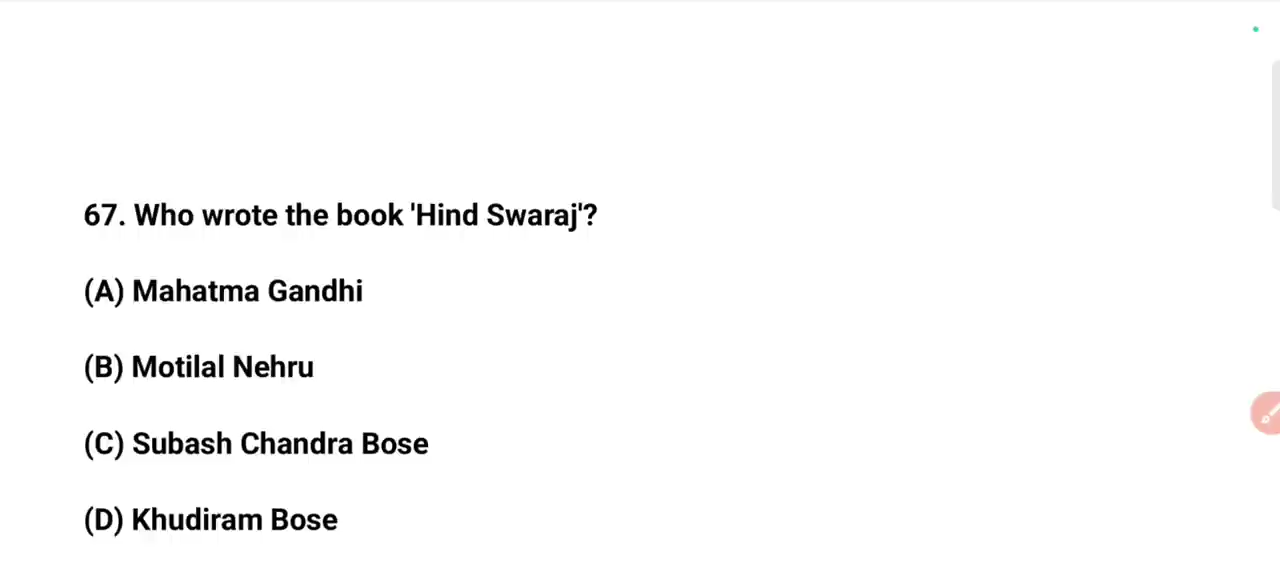 67. Who wrote the book 'Hind Swaraj'?
(A) Mahatma Gandhi
(B) Motilal Nehru
(C) Subash Chandra Bose
(D) Khudiram Bose